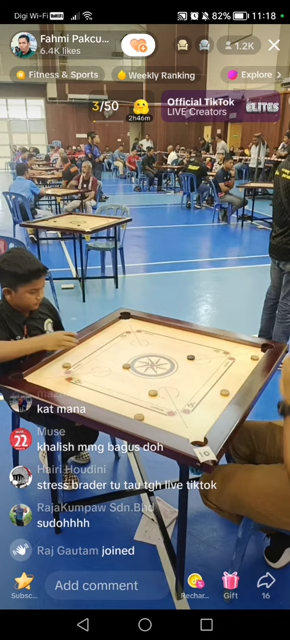 Digi Wi-Fi
82% 11:18
Fahmi Pakcu...
6.4K likes
1.2K
Fitness & Sports
Weekly Ranking
Explore >
3/50
2h46m
Official TikTok
LIVE Creators
ELITES
kat mana
Muse
khalish mmg bagus doh
Hairi Houdini
stress brader tu tau tgh live tiktok
RajaKumpaw Sdn.Bhd
sudohhhh
Raj Gautam joined
Subsc...
Add comment
Rechar...
Gift
16